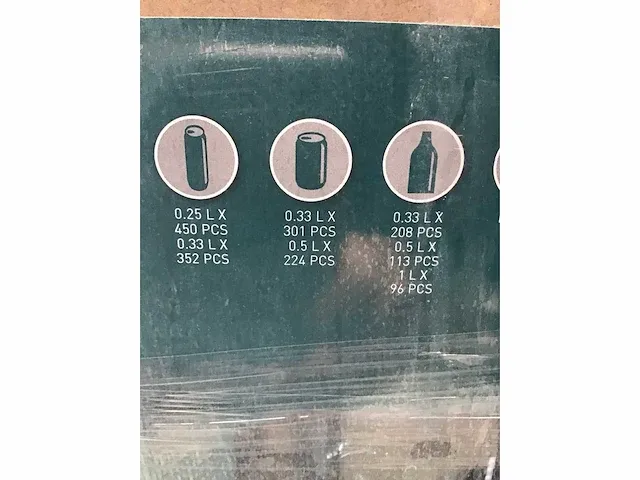 0.25 L X
450 PCS
0.33 L X
352 PCS
0.33 L X
301 PCS
0.5 L X
224 PCS
0.33 L X
208 PCS
0.5 L X
113 PCS
1 L X
96 PCS